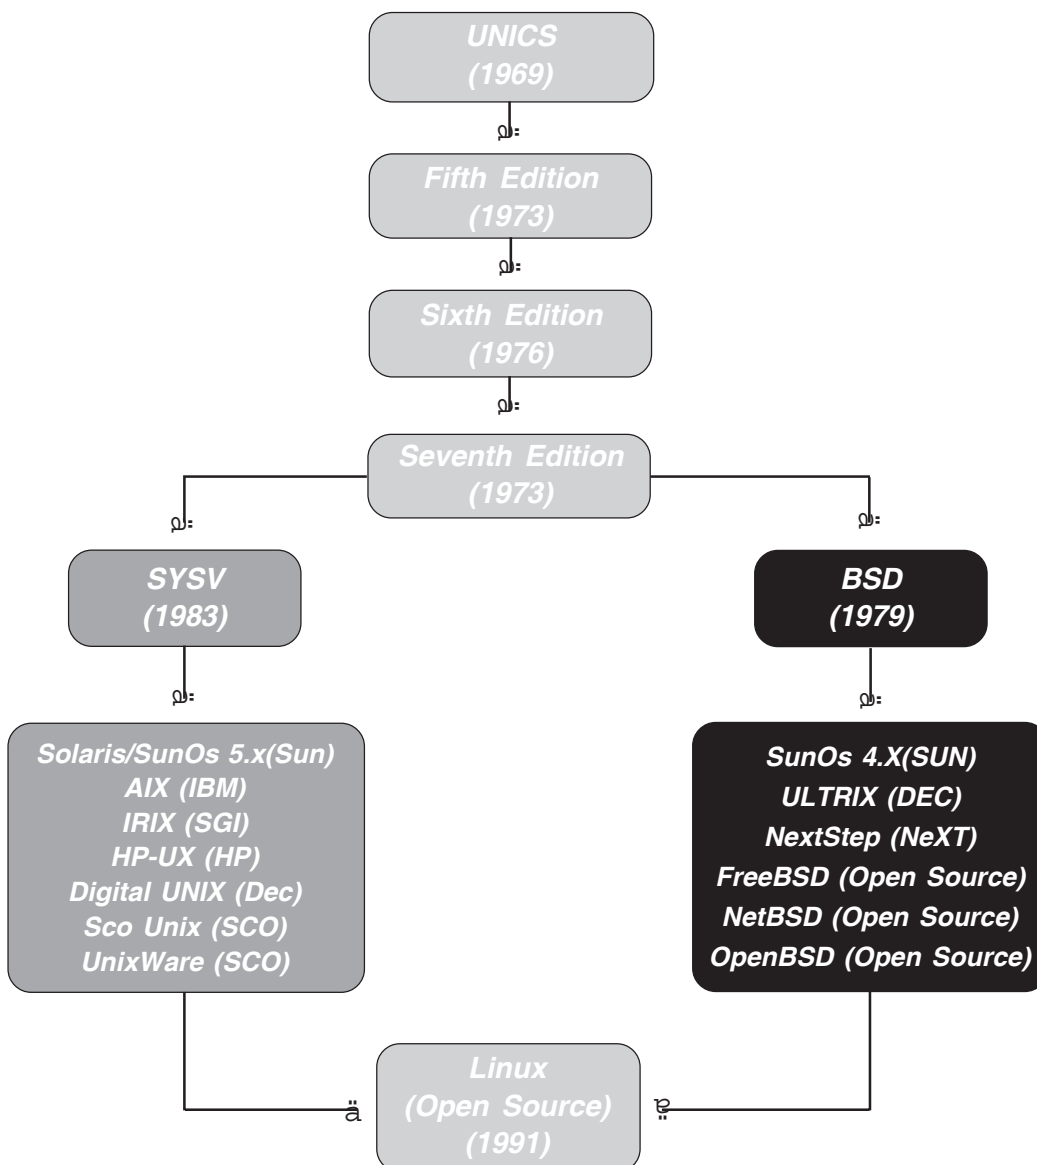 UNICS
(1969)
Fifth Edition
(1973)
Sixth Edition
(1976)
Seventh Edition
(1973)
SYSV
(1983)
BSD
(1979)
Solaris/SunOs 5.x(Sun)
AIX (IBM)
IRIX (SGI)
HP-UX (HP)
Digital UNIX (Dec)
Sco Unix (SCO)
UnixWare (SCO)
SunOs 4.X(SUN)
ULTRIX (DEC)
NextStep (NeXT)
FreeBSD (Open Source)
NetBSD (Open Source)
OpenBSD (Open Source)
Linux
(Open Source)
(1991)